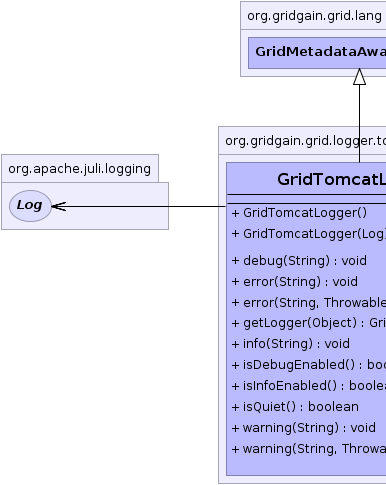 org.gridgain.grid.lang
GridMetadataAwa
org.gridgain.grid.logger.to
org.apache.juli.logging
Log
GridTomcatL
+ GridTomcatLogger()
+ GridTomcatLogger(Log)
+ debug(String) : void
+ error(String) : void
+ error(String, Throwable
+ getLogger(Object) : Gri
+ info(String) : void
+ isDebugEnabled() : boo
+ isInfoEnabled() : boolea
+ isQuiet() : boolean
+ warning(String) : void
+ warning(String, Throwa